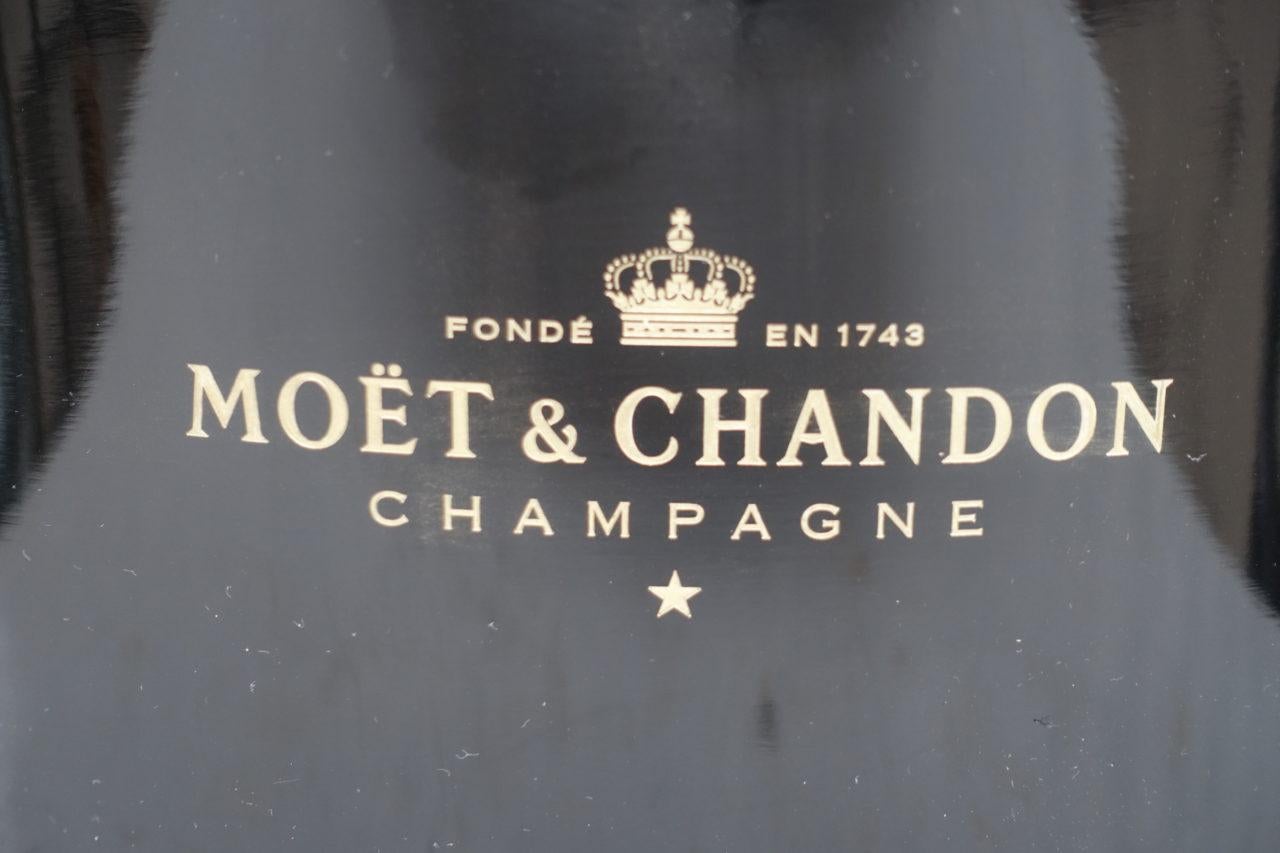 FONDÉ EN 1743
MOËT & CHANDON
CHAMPAGNE